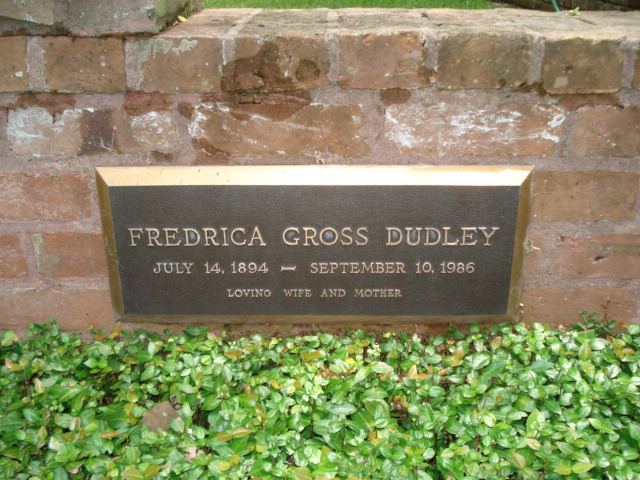 FREDRICA GROSS DUDLEY
JULY 14, 1894 — SEPTEMBER 10, 1986
LOVING WIFE AND MOTHER